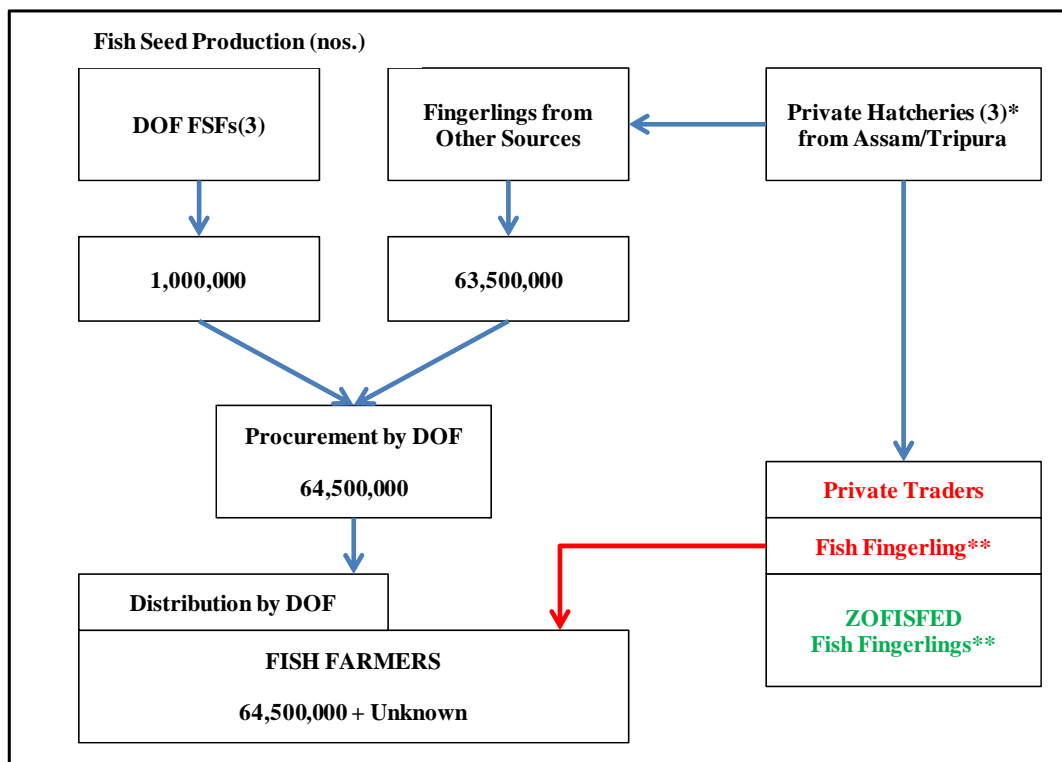 Fish Seed Production (nos.)
DOF FSFs(3)
Fingerlings from
Other Sources
Private Hatcheries (3)*
from Assam/Tripura
1,000,000
63,500,000
Procurement by DOF
64,500,000
Private Traders
Fish Fingerling**
ZOFISFED
Fish Fingerlings**
Distribution by DOF
FISH FARMERS
64,500,000 + Unknown